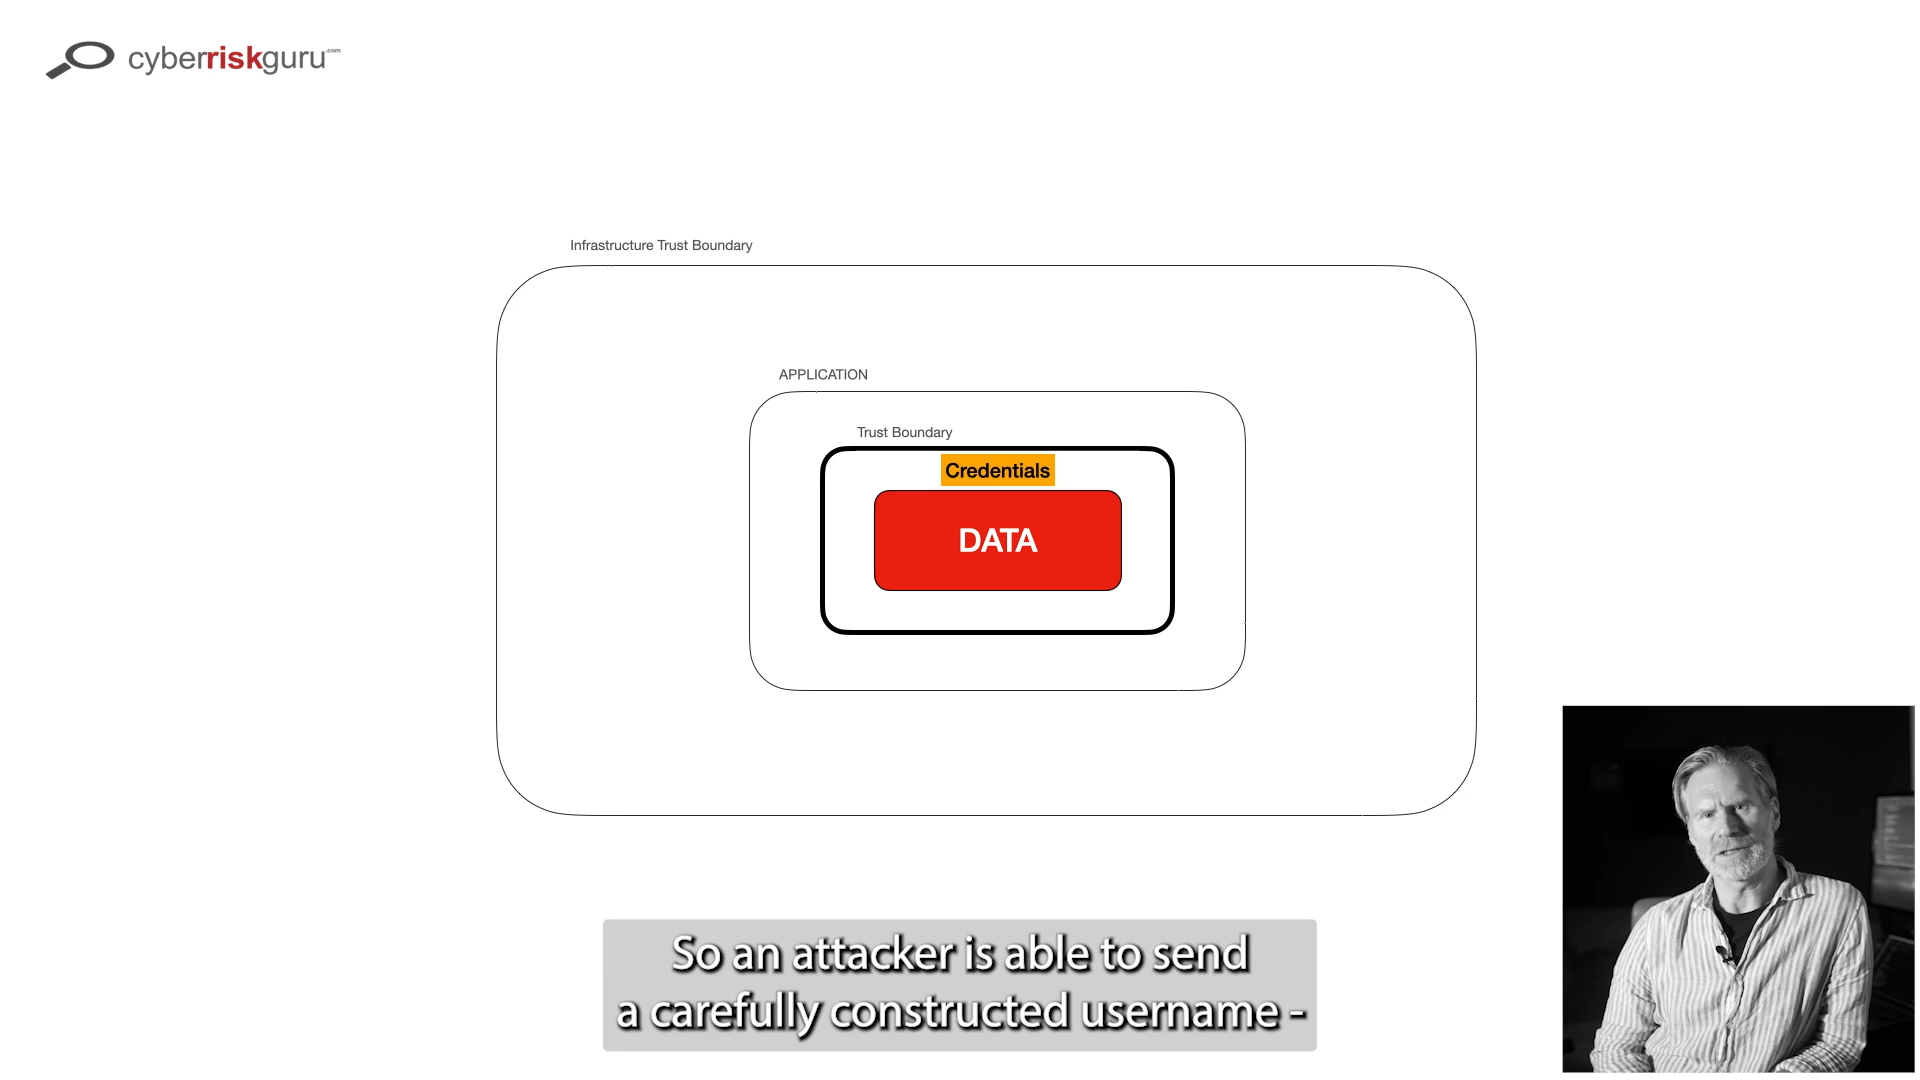 cyberriskguru.com
Infrastructure Trust Boundary
APPLICATION
Trust Boundary
Credentials
DATA
So an attacker is able to send
a carefully constructed username -